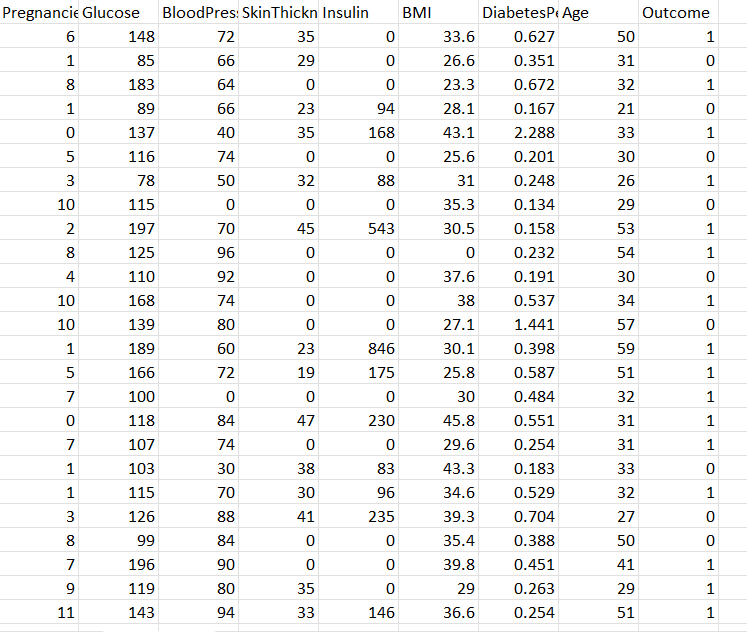 Pregnancie Glucose BloodPres SkinThickn Insulin BMI DiabetesPe Age Outcome
6 148 72 35 0 33.6 0.627 50 1
1 85 66 29 0 26.6 0.351 31 0
8 183 64 0 0 23.3 0.672 32 1
1 89 66 23 94 28.1 0.167 21 0
0 137 40 35 168 43.1 2.288 33 1
5 116 74 0 0 25.6 0.201 30 0
3 78 50 32 88 31 0.248 26 1
10 115 0 0 0 35.3 0.134 29 0
2 197 70 45 543 30.5 0.158 53 1
8 125 96 0 0 0 0.232 54 1
4 110 92 0 0 37.6 0.191 30 0
10 168 74 0 0 38 0.537 34 1
10 139 80 0 0 27.1 1.441 57 0
1 189 60 23 846 30.1 0.398 59 1
5 166 72 19 175 25.8 0.587 51 1
7 100 0 0 0 30 0.484 32 1
0 118 84 47 230 45.8 0.551 31 1
7 107 74 0 0 29.6 0.254 31 1
1 103 30 38 83 43.3 0.183 33 0
1 115 70 30 96 34.6 0.529 32 1
3 126 88 41 235 39.3 0.704 27 0
8 99 84 0 0 35.4 0.388 50 0
7 196 90 0 0 39.8 0.451 41 1
9 119 80 35 0 29 0.263 29 1
11 143 94 33 146 36.6 0.254 51 1